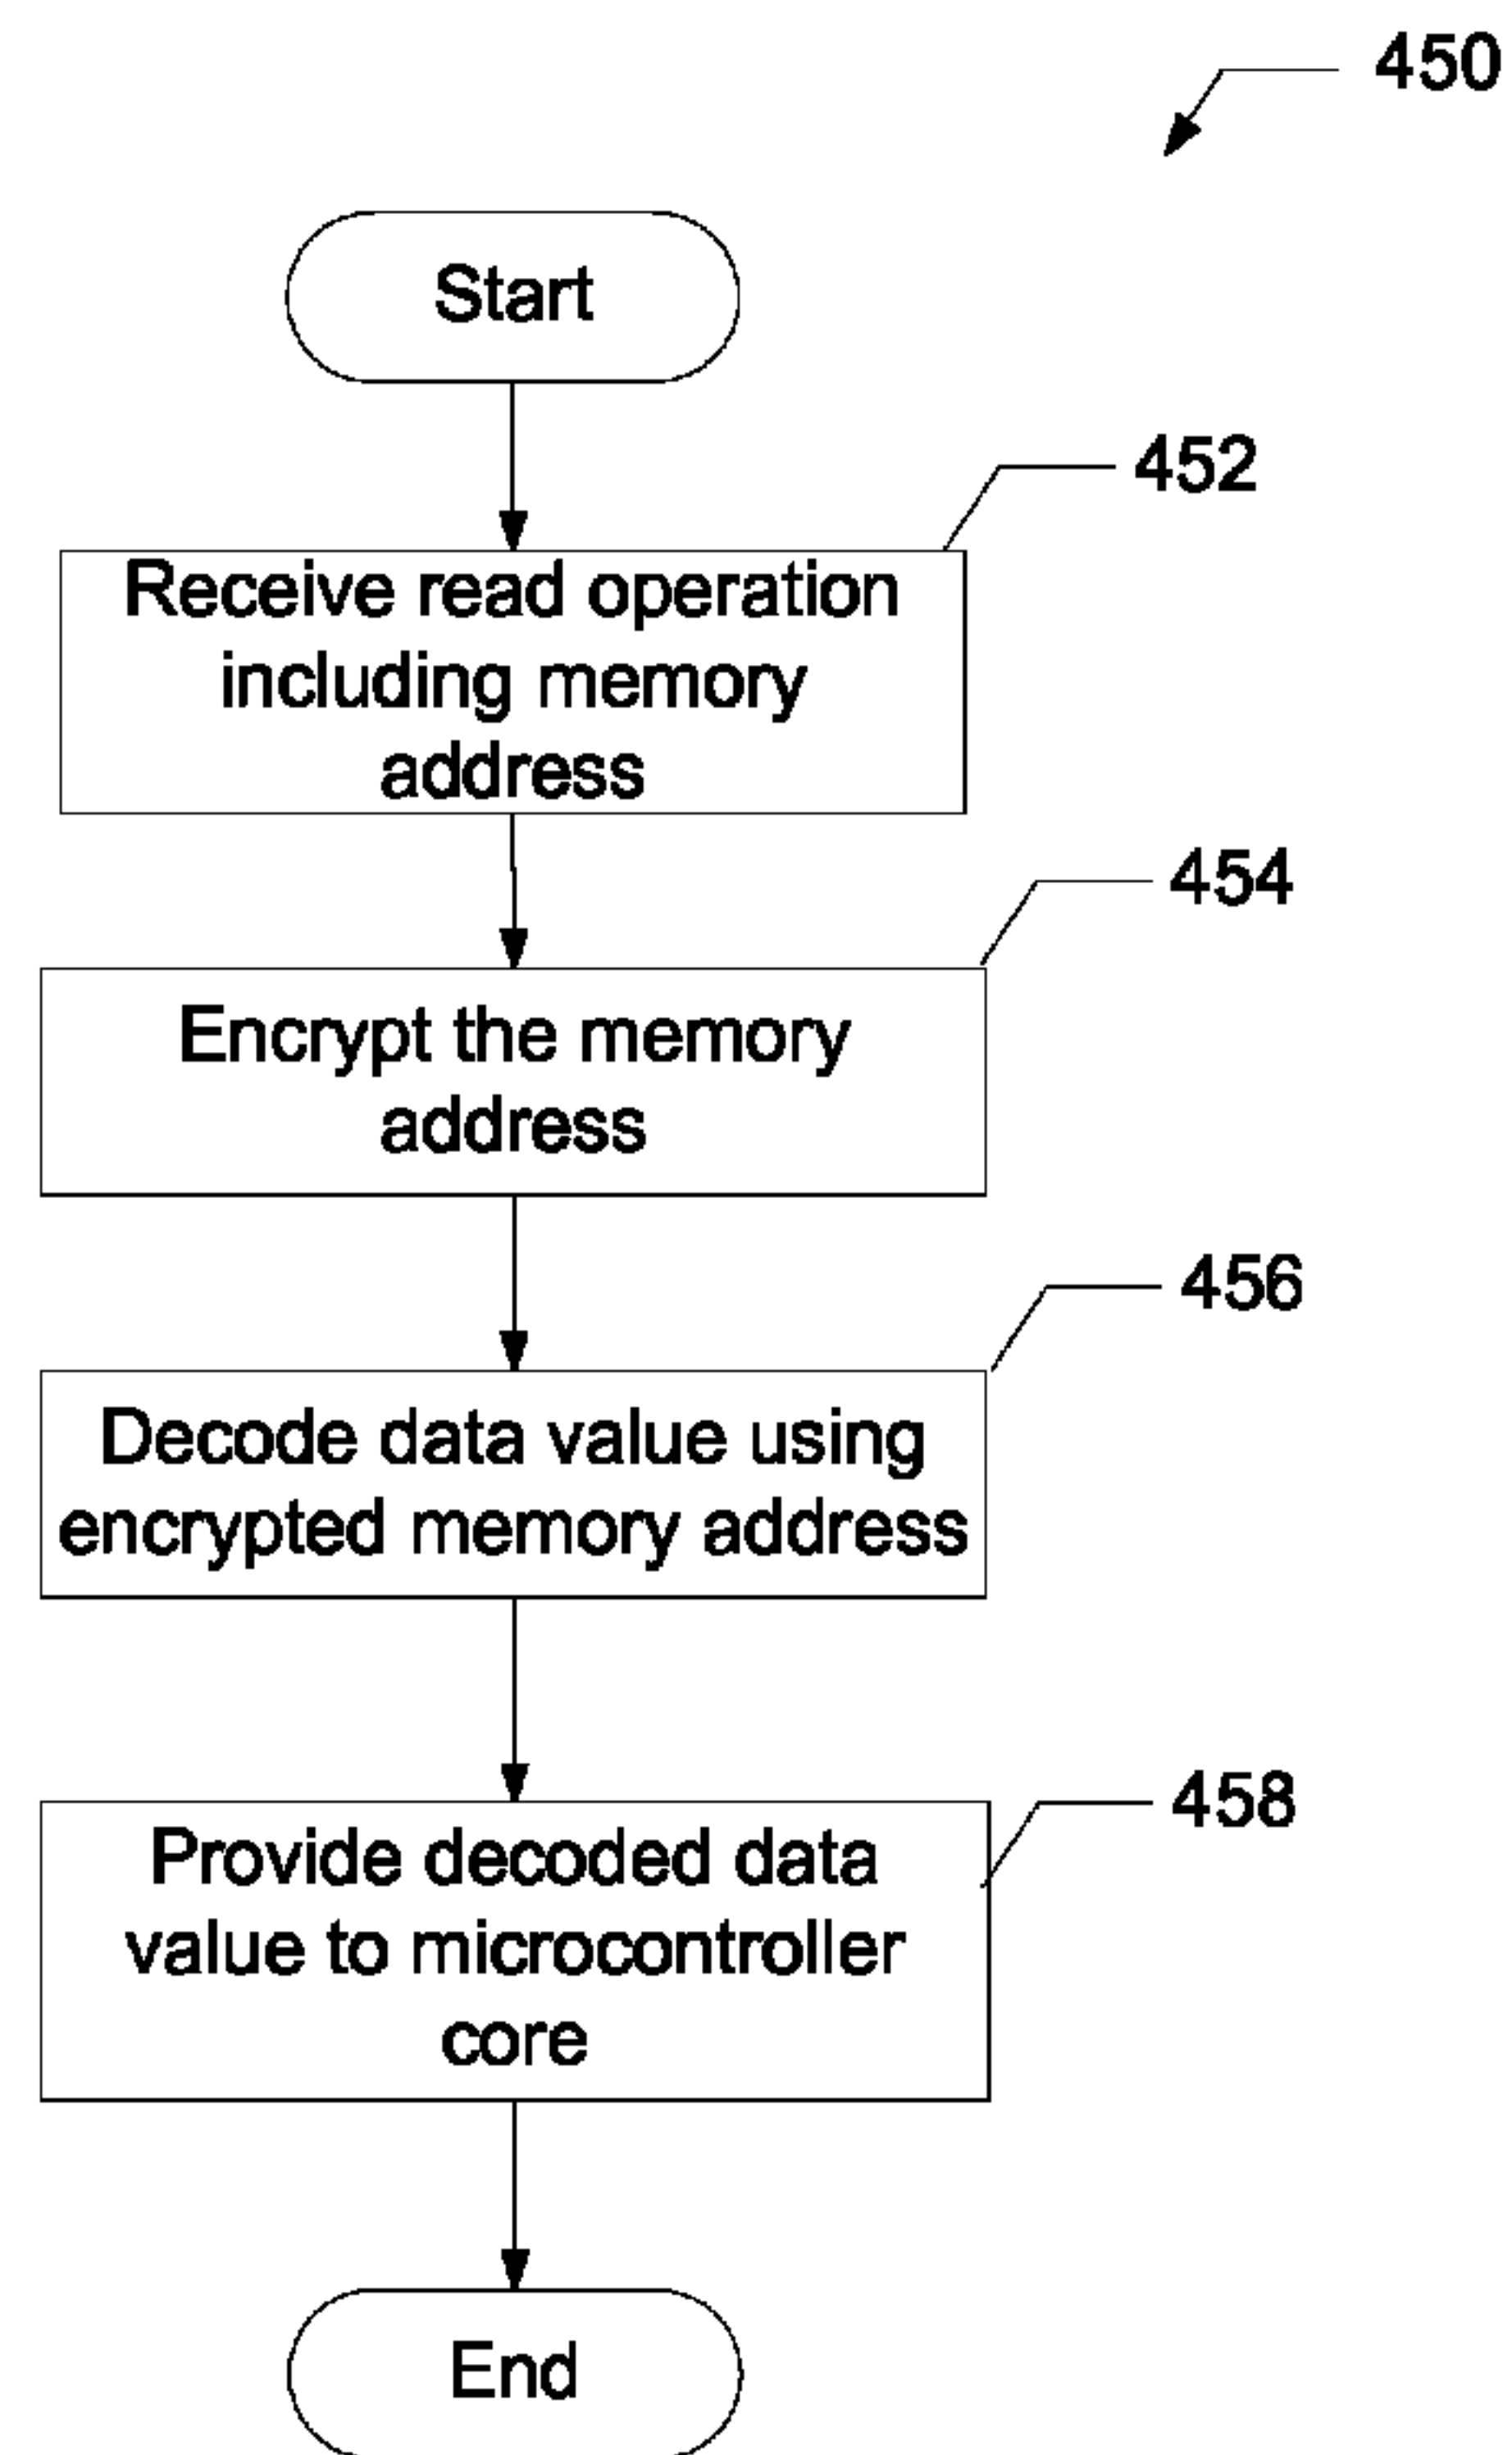 450
Start
452
Receive read operation
including memory
address
454
Encrypt the memory
address
456
Decode data value using
encrypted memory address
458
Provide decoded data
value to microcontroller
core
End